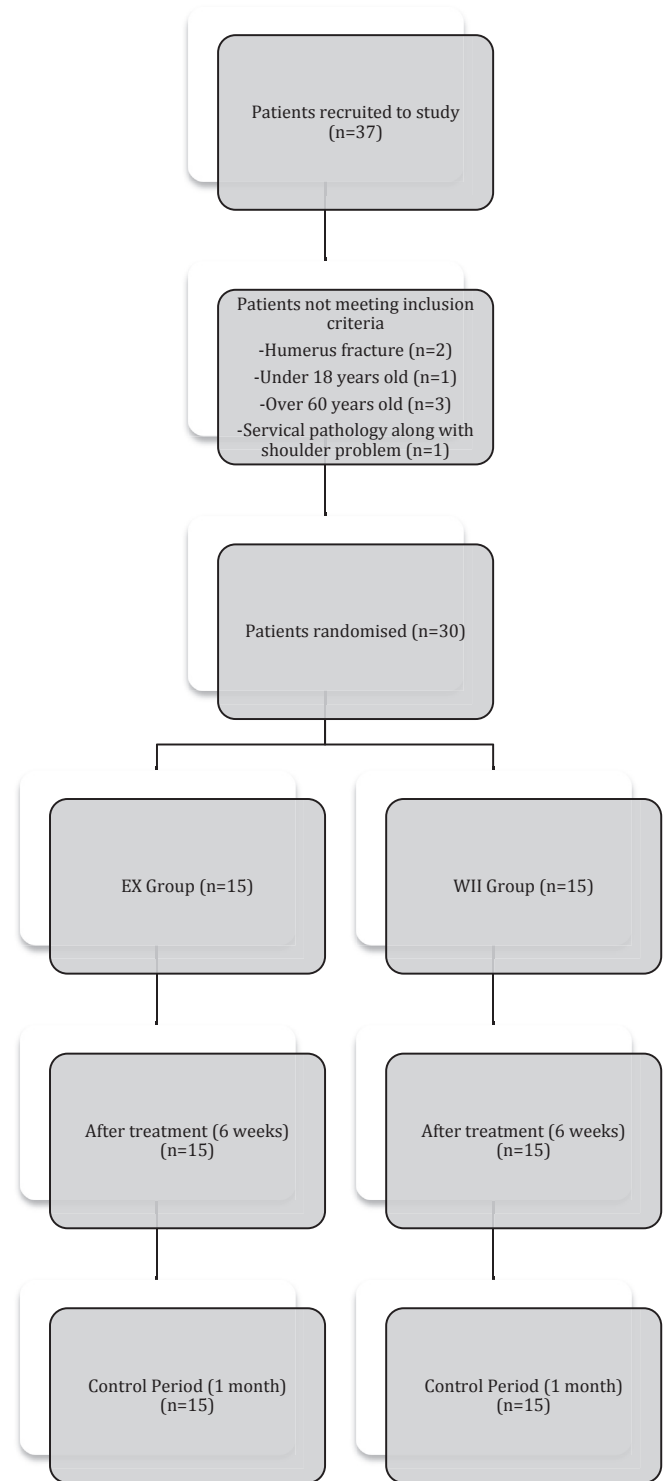 Patients recruited to study
(n=37)
Patients not meeting inclusion
criteria
-Humerus fracture (n=2)
-Under 18 years old (n=1)
-Over 60 years old (n=3)
-Servical pathology along with
shoulder problem (n=1)
Patients randomised (n=30)
EX Group (n=15)
WII Group (n=15)
After treatment (6 weeks)
(n=15)
After treatment (6 weeks)
(n=15)
Control Period (1 month)
(n=15)
Control Period (1 month)
(n=15)